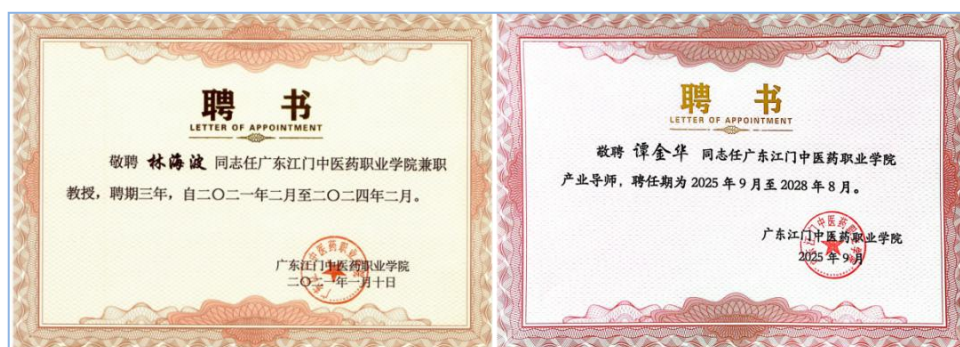 聘 书
LETTER OF APPOINTMENT
敬聘 林海波 同志任广东江门中医药职业学院兼职
教授，聘期三年，自二〇二一年二月至二〇二四年二月。
广东江门中医药职业学院
二〇二一年一月十日
聘 书
LETTER OF APPOINTMENT
敬聘 谭金华 同志任广东江门中医药职业学院
产业导师，聘任期为 2025 年 9 月至 2028 年 8 月。
广东江门中医药职业学院
2025 年 9 月